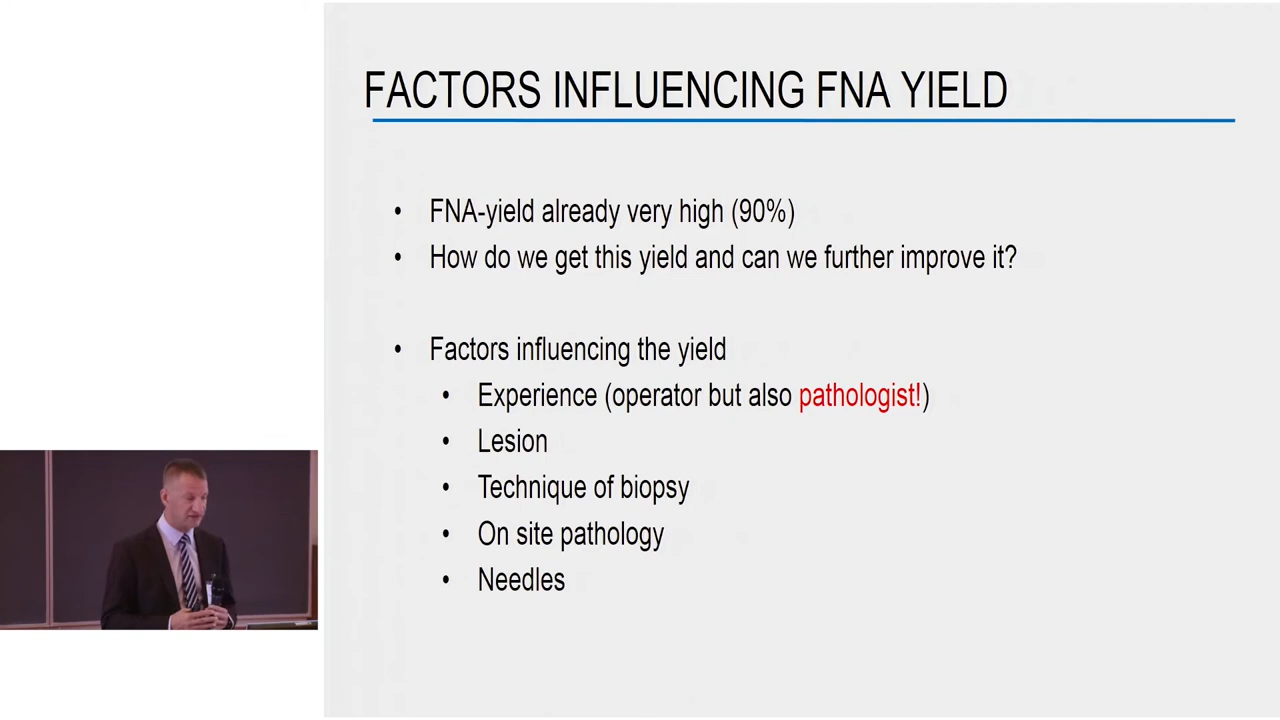 FACTORS INFLUENCING FNA YIELD
• FNA-yield already very high (90%)
• How do we get this yield and can we further improve it?
• Factors influencing the yield
• Experience (operator but also pathologist!)
• Lesion
• Technique of biopsy
• On site pathology
• Needles